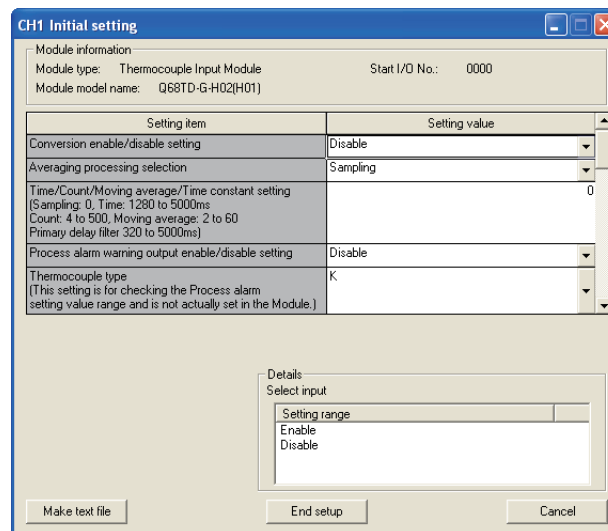 CH1 Initial setting
Module information
Module type: Thermocouple Input Module Start I/O No.: 0000
Module model name: Q68TD-G-H02(H01)
Setting item Setting value
Conversion enable/disable setting Disable
Averaging processing selection Sampling
Time/Count/Moving average/Time constant setting 0
(Sampling: 0, Time: 1280 to 5000ms
Count: 4 to 500, Moving average: 2 to 60
Primary delay filter 320 to 5000ms)
Process alarm warning output enable/disable setting Disable
Thermocouple type K
(This setting is for checking the Process alarm
setting value range and is not actually set in the Module.)
Details
Select input
Setting range
Enable
Disable
Make text file End setup Cancel